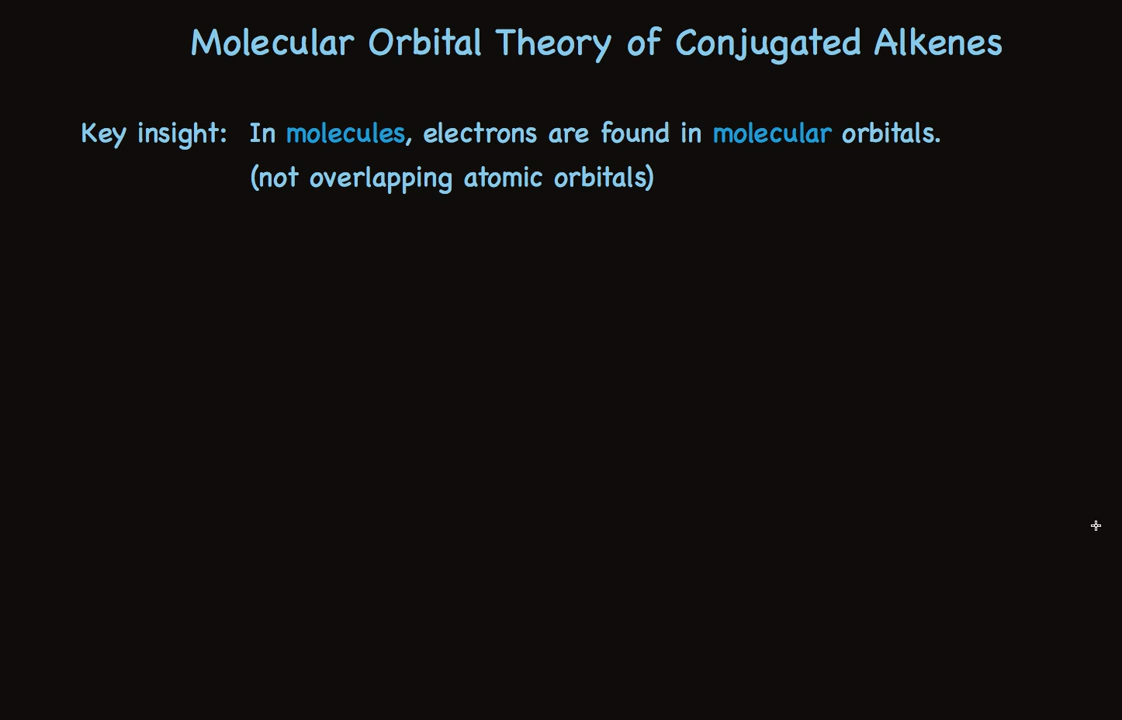 Molecular Orbital Theory of Conjugated Alkenes
Key insight: In molecules, electrons are found in molecular orbitals.
(not overlapping atomic orbitals)